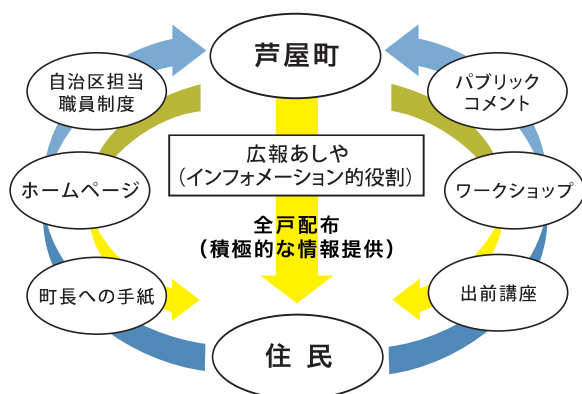 芦屋町
自治区担当
職員制度
パブリック
コメント
広報あしや
(インフォメーション的役割)
ホームページ
ワークショップ
全戸配布
(積極的な情報提供)
町長への手紙
出前講座
住民